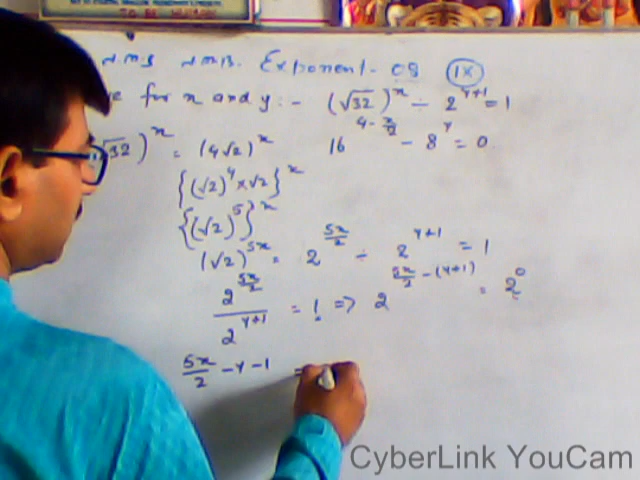 N.M.S N.M.B. Exponent - 08 (IX)
for x and y :- (√32)^x ÷ 2^(y+1) = 1
16^(4 - x/2) - 8^y = 0
√32)^x = (4√2)^x
{(√2)^4 × √2}^x
{(√2)^5}^x
(√2)^5x = 2^(5x/2) ÷ 2^(y+1) = 1
2^(5x/2) / 2^(y+1) = 1 => 2^(5x/2 - (y+1)) = 2^0
5x/2 - y - 1 =
CyberLink YouCam